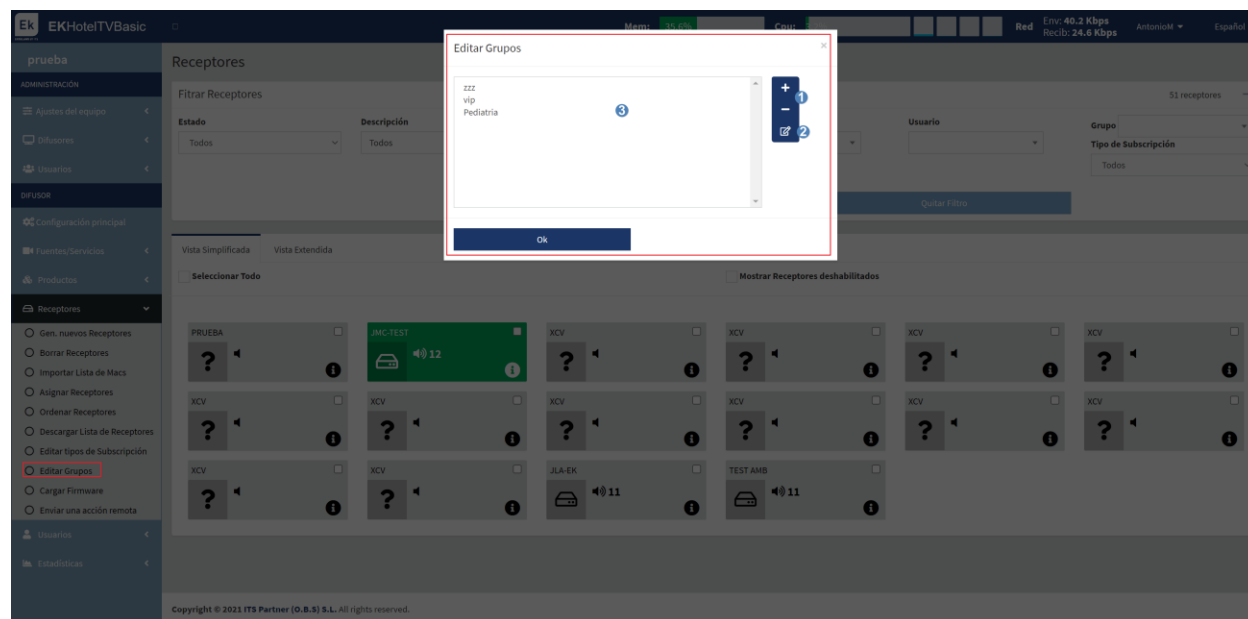 Ek EKHotelTVBasic
Mem: 35.6% Cpu:
Red Env: 40.2 Kbps
Recib: 24.6 Kbps
AntonioM
Español
prueba
ADMINISTRACIÓN
Ajustes del equipo
Difusores
Usuarios
DIFUSOR
Configuración principal
Fuentes/Servicios
Productos
Receptores
Gen. nuevos Receptores
Borrar Receptores
Importar Lista de Macs
Asignar Receptores
Ordenar Receptores
Descargar Lista de Receptores
Editar tipos de Subscripción
Editar Grupos
Cargar Firmware
Enviar una acción remota
Usuarios
Estadísticas
Receptores
Fitrar Receptores
51 receptores
Estado
Todos
Descripción
Todos
Usuario
Grupo
Tipo de Subscripción
Todos
Quitar Filtro
Editar Grupos
×
zzz
vip
Pediatria
3
+
1
−
2
Ok
Vista Simplificada Vista Extendida
Seleccionar Todo
Mostrar Receptores deshabilitados
PRUEBA JMC-TEST XCV XCV XCV XCV
? 12 ? ? ? ?
XCV XCV XCV XCV XCV XCV
? ? ? ? ? ?
XCV XCV JLA-EK TEST AMB
? ? 11 11
Copyright © 2021 ITS Partner (O.B.S) S.L. All rights reserved.